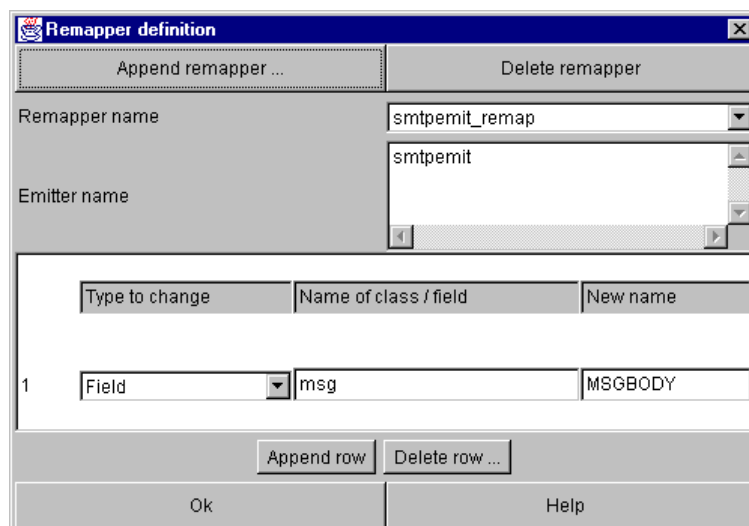 Remapper definition
Append remapper ... Delete remapper
Remapper name smtpemit_remap
smtpemit
Emitter name
Type to change Name of class / field New name
1 Field msg MSGBODY
Append row Delete row ...
Ok Help